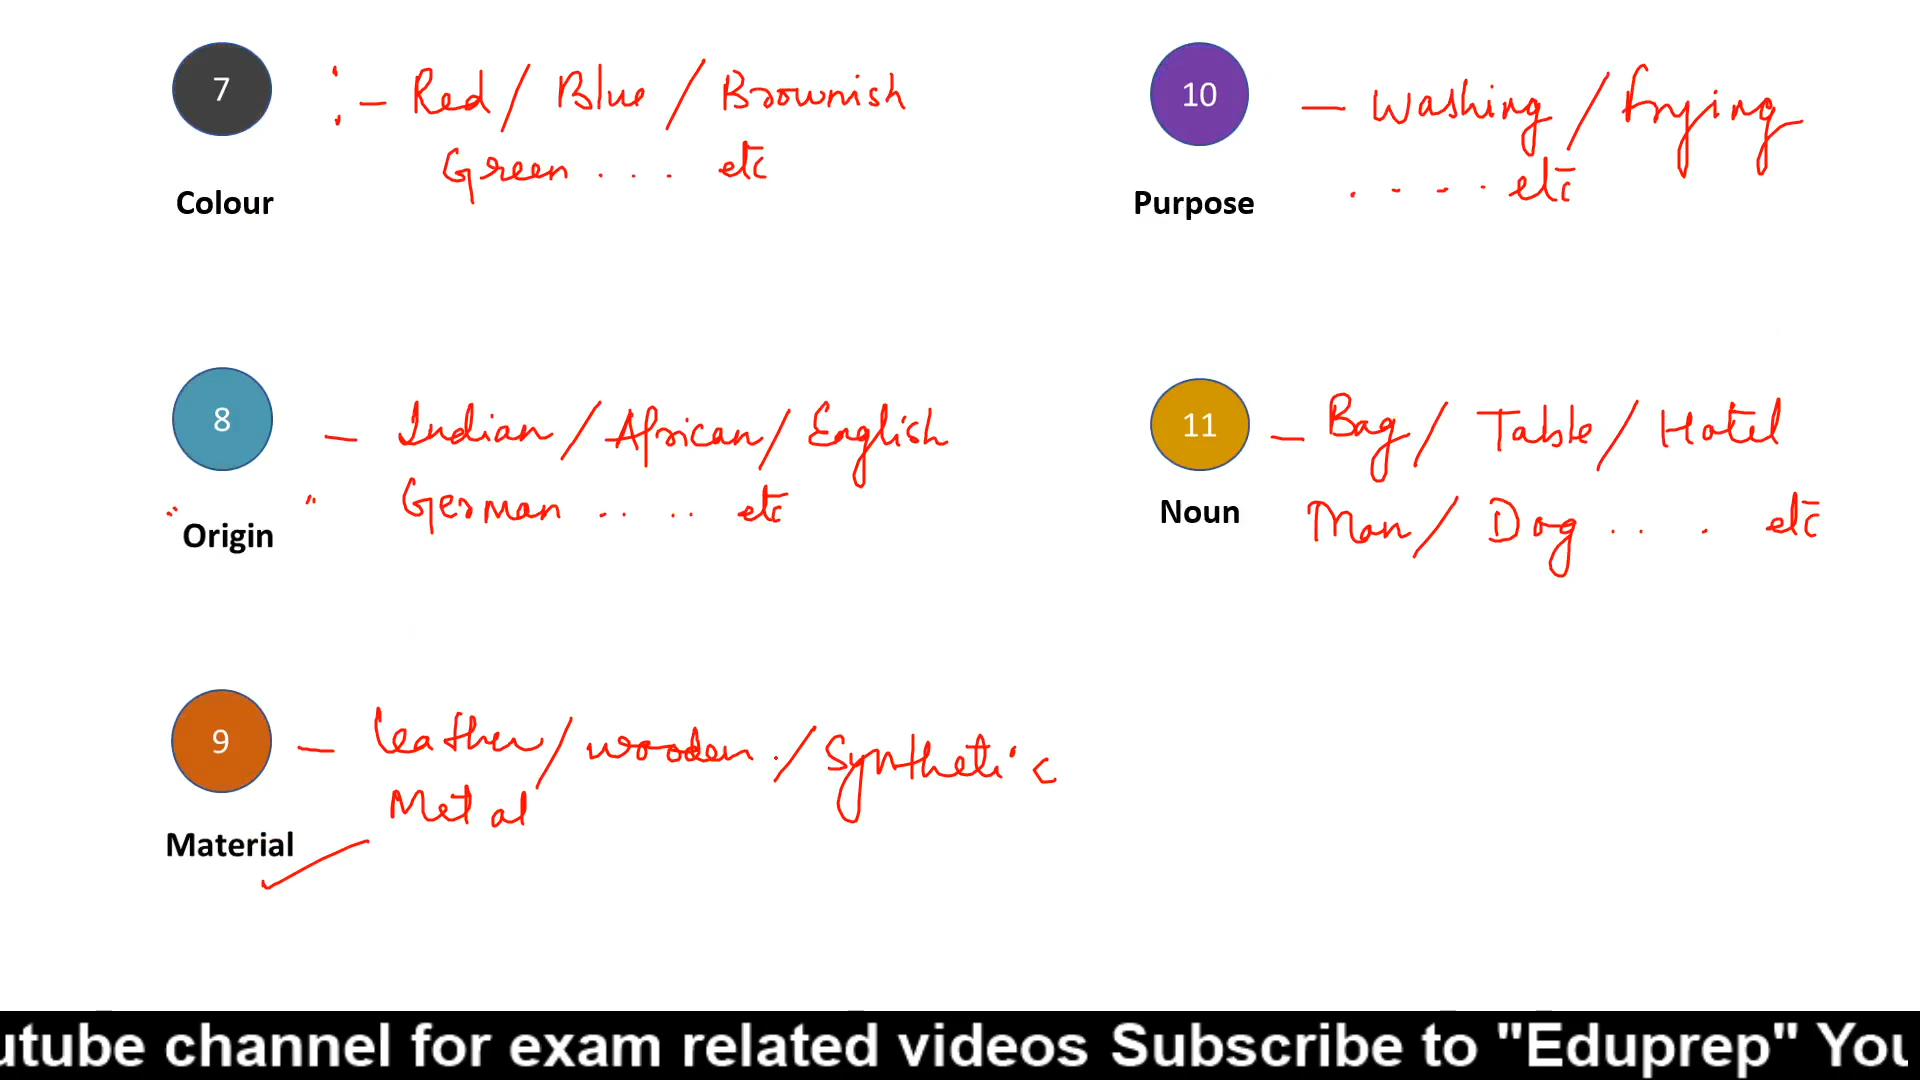 7 :- Red / Blue / Brownish
Green . . . etc
Colour
8 - Indian / African / English
German .. .. etc
" Origin "
9 - Leather / wooden . / Synthetic
Metal
Material
10 - Washing / Frying
. . . . etc
Purpose
11 - Bag / Table / Hotel
Man / Dog .. . etc
Noun
utube channel for exam related videos Subscribe to "Eduprep" You